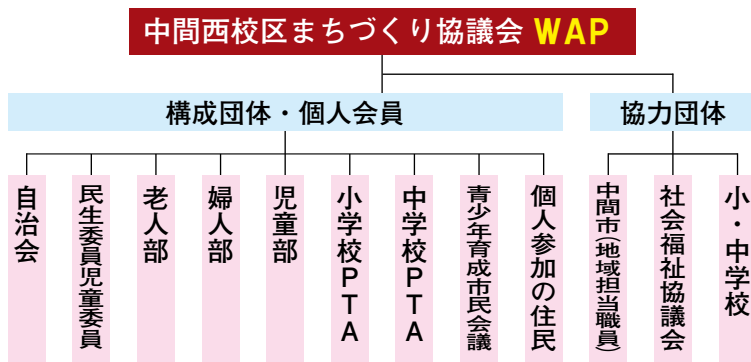 中間西校区まちづくり協議会 WAP
構成団体・個人会員
協力団体
自治会
民生委員児童委員
老人部
婦人部
児童部
小学校PTA
中学校PTA
青少年育成市民会議
個人参加の住民
中間市(地域担当職員)
社会福祉協議会
小・中学校